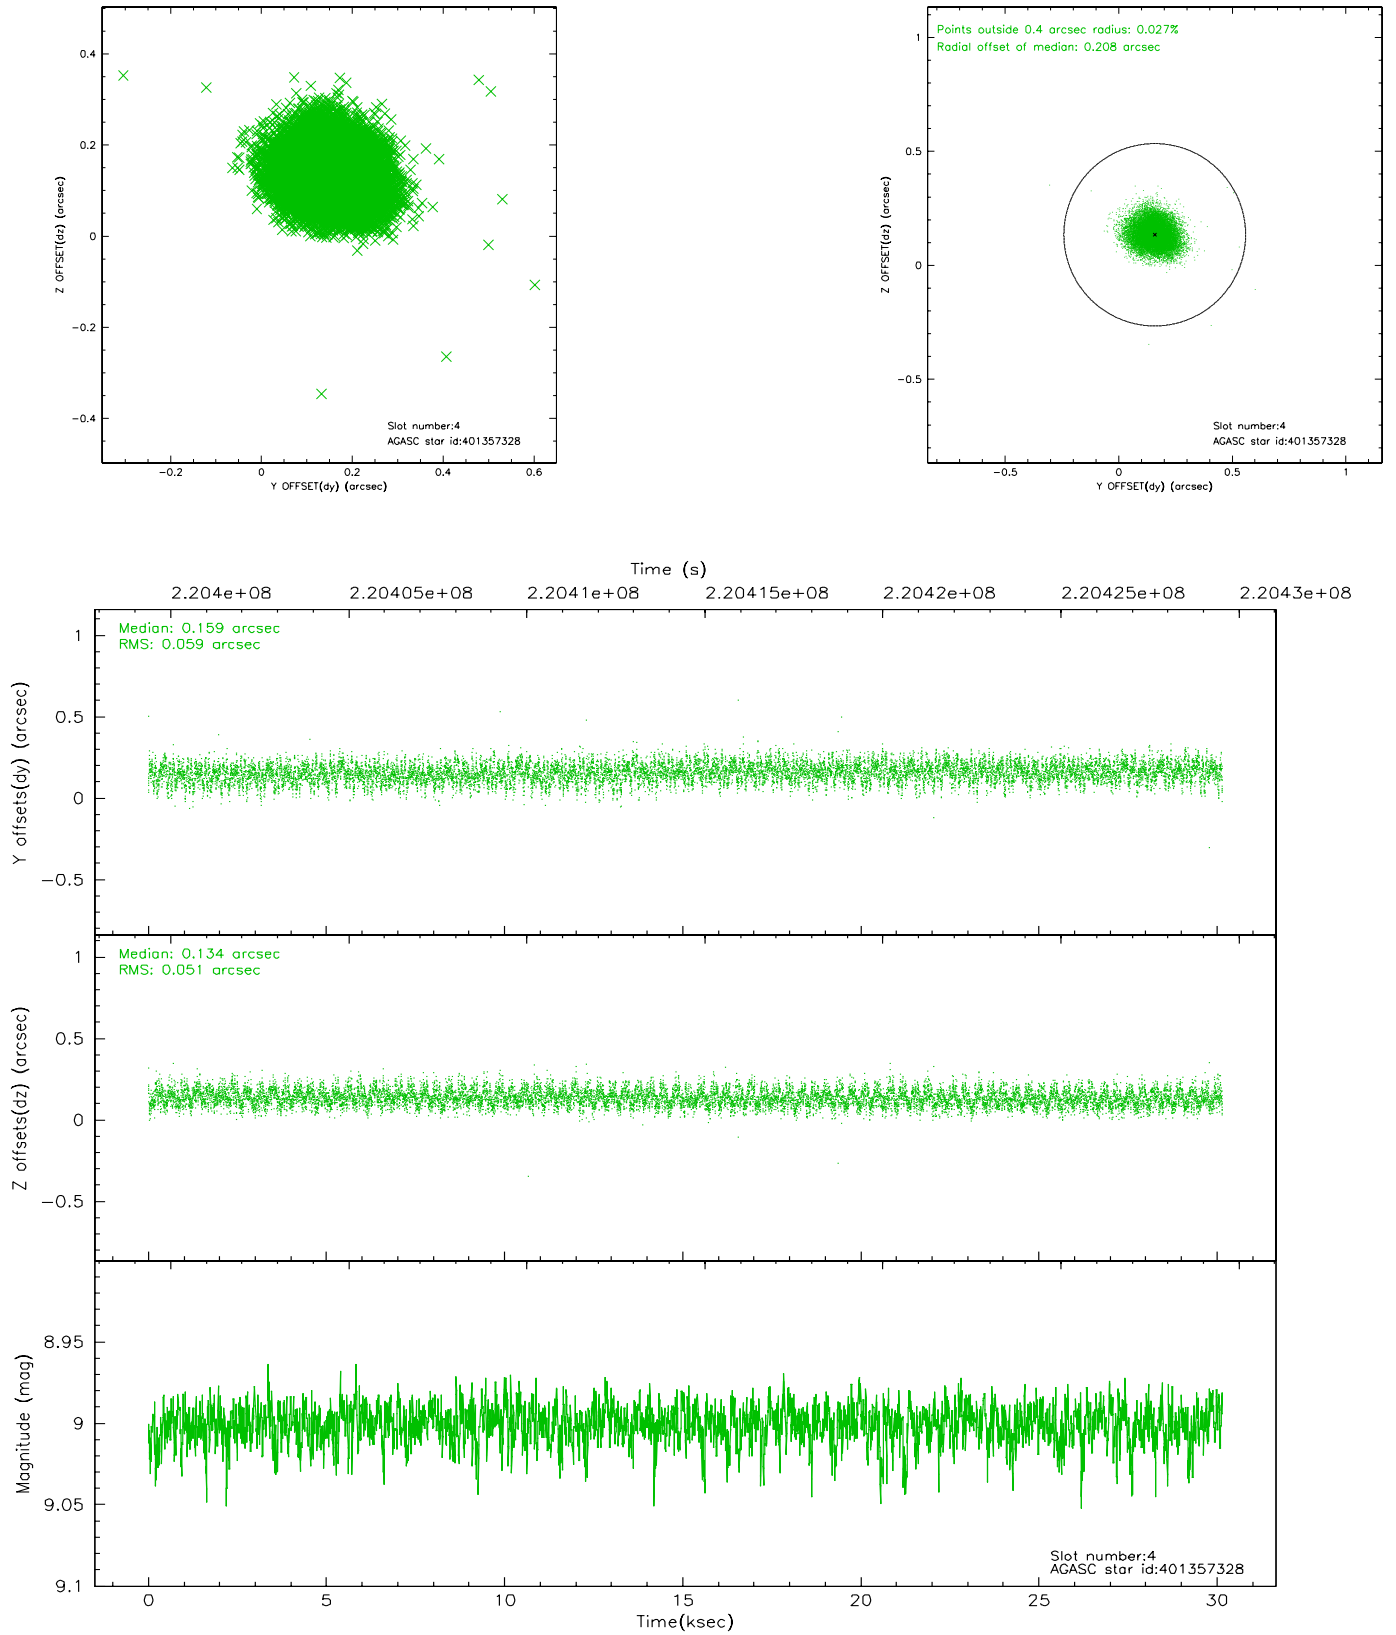 0.4
0.2
0
−0.2
−0.4
Z OFFSET(dz) (arcsec)
Slot number:4
AGASC star id:401357328
−0.2 0 0.2 0.4 0.6
Y OFFSET(dy) (arcsec)
Points outside 0.4 arcsec radius: 0.027%
Radial offset of median: 0.208 arcsec
1
0.5
0
−0.5
Z OFFSET(dz) (arcsec)
Slot number:4
AGASC star id:401357328
−0.5 0 0.5 1
Y OFFSET(dy) (arcsec)
Time (s)
2.204e+08 2.20405e+08 2.2041e+08 2.20415e+08 2.2042e+08 2.20425e+08 2.2043e+08
Median: 0.159 arcsec
RMS: 0.059 arcsec
1
0.5
0
−0.5
Y offsets(dy) (arcsec)
Median: 0.134 arcsec
RMS: 0.051 arcsec
1
0.5
0
−0.5
Z offsets(dz) (arcsec)
8.95
9
9.05
9.1
Magnitude (mag)
Slot number:4
AGASC star id:401357328
0 5 10 15 20 25 30
Time(ksec)